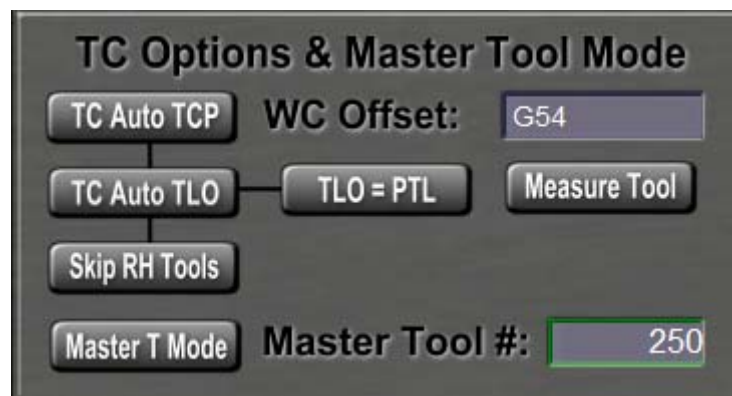 TC Options & Master Tool Mode
TC Auto TCP WC Offset: G54
TC Auto TLO TLO = PTL Measure Tool
Skip RH Tools
Master T Mode Master Tool #: 250